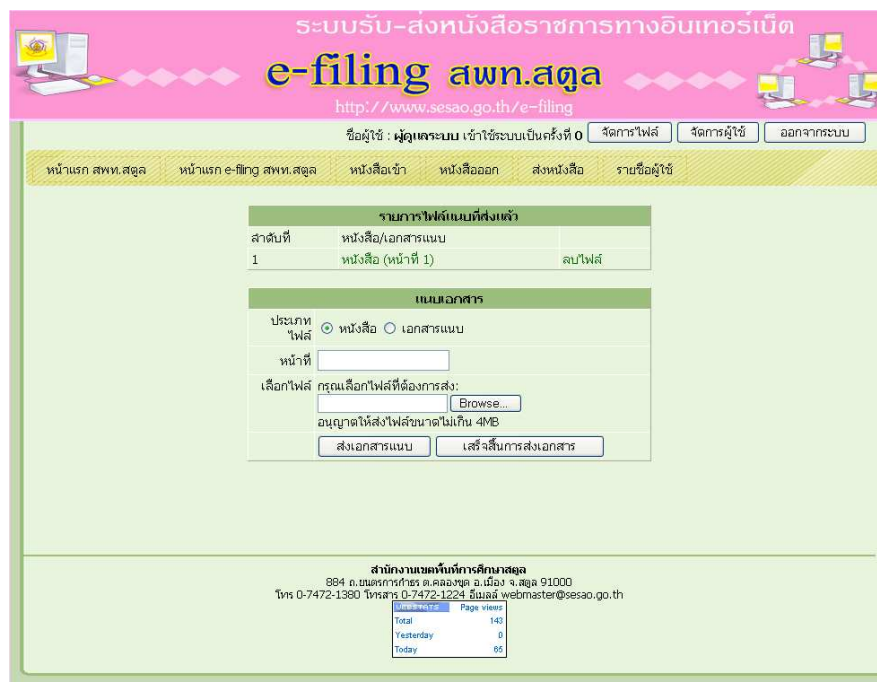 ระบบรับ-ส่งหนังสือราชการทางอินเทอร์เน็ต
e-filing สพท.สตูล
http://www.sesao.go.th/e-filing
ชื่อผู้ใช้ : ผู้ดูแลระบบ เข้าใช้ระบบเป็นครั้งที่ 0 จัดการไฟล์ จัดการผู้ใช้ ออกจากระบบ
หน้าแรก สพท.สตูล หน้าแรก e-filing สพท.สตูล หนังสือเข้า หนังสือออก ส่งหนังสือ รายชื่อผู้ใช้
รายการไฟล์แนบที่ส่งแล้ว
ลำดับที่ หนังสือ/เอกสารแนบ
1 หนังสือ (หน้าที่ 1) ลบไฟล์
แนบเอกสาร
ประเภท
ไฟล์ หนังสือ เอกสารแนบ
หน้าที่
เลือกไฟล์ กรุณเลือกไฟล์ที่ต้องการส่ง:
Browse...
อนุญาตให้ส่งไฟล์ขนาดไม่เกิน 4MB
ส่งเอกสารแนบ เสร็จสิ้นการส่งเอกสาร
สำนักงานเขตพื้นที่การศึกษาสตูล
884 ถ.ยนตรการกำธร ต.คลองขุด อ.เมือง จ.สตูล 91000
โทร 0-7472-1380 โทรสาร 0-7472-1224 อีเมลล์ webmaster@sesao.go.th
WEBSTATS Page views
Total 143
Yesterday 0
Today 65